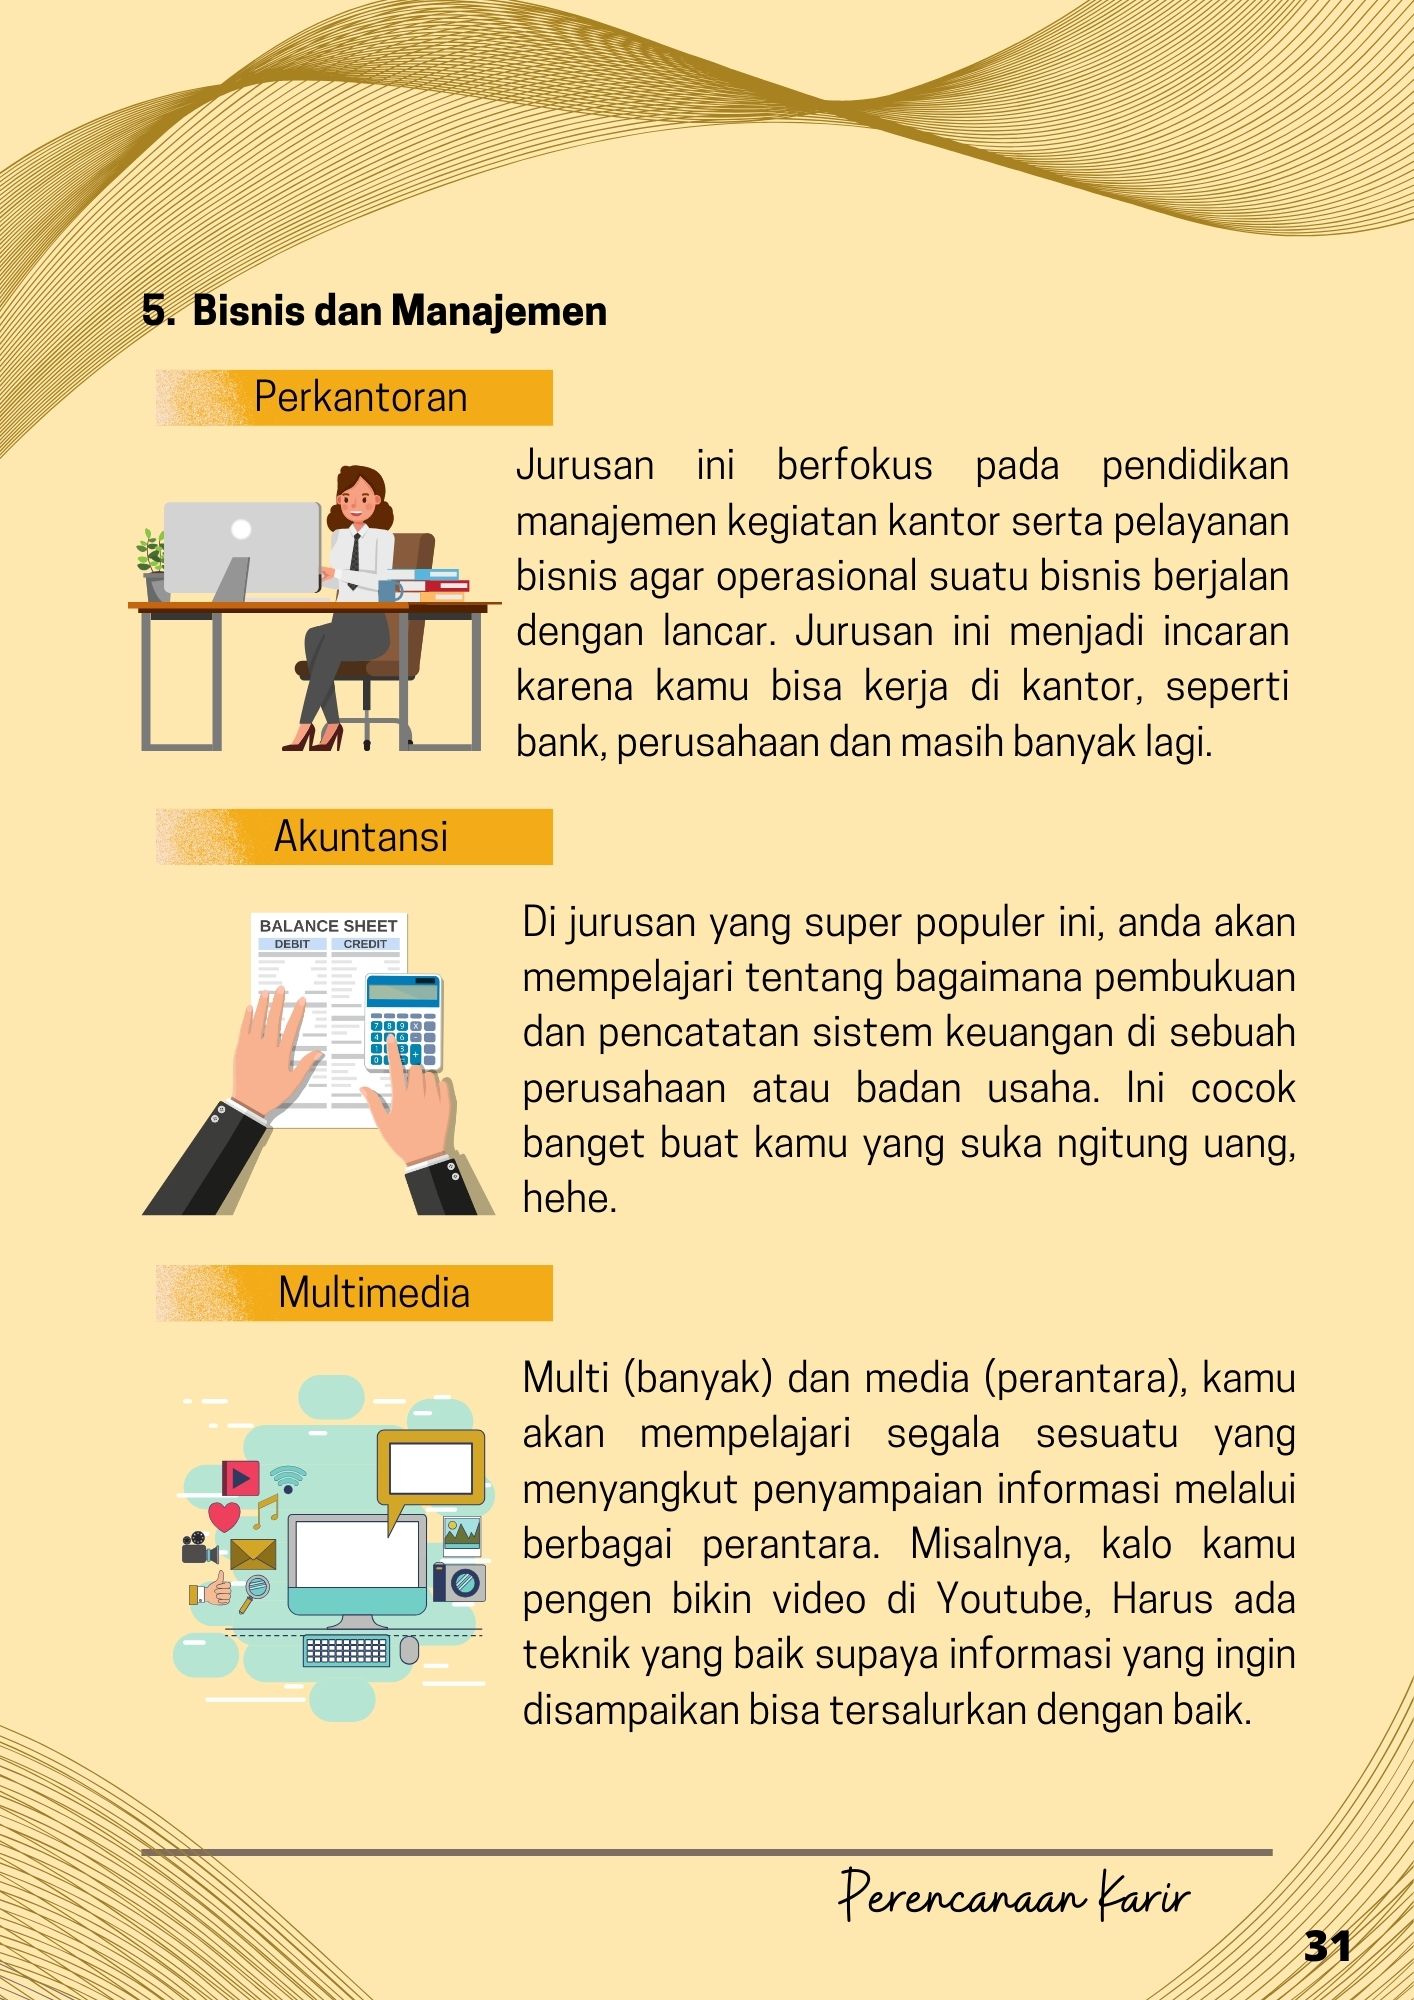 5. Bisnis dan Manajemen
Perkantoran
Jurusan ini berfokus pada pendidikan
manajemen kegiatan kantor serta pelayanan
bisnis agar operasional suatu bisnis berjalan
dengan lancar. Jurusan ini menjadi incaran
karena kamu bisa kerja di kantor, seperti
bank, perusahaan dan masih banyak lagi.
Akuntansi
BALANCE SHEET
DEBIT CREDIT
Di jurusan yang super populer ini, anda akan
mempelajari tentang bagaimana pembukuan
dan pencatatan sistem keuangan di sebuah
perusahaan atau badan usaha. Ini cocok
banget buat kamu yang suka ngitung uang,
hehe.
Multimedia
Multi (banyak) dan media (perantara), kamu
akan mempelajari segala sesuatu yang
menyangkut penyampaian informasi melalui
berbagai perantara. Misalnya, kalo kamu
pengen bikin video di Youtube, Harus ada
teknik yang baik supaya informasi yang ingin
disampaikan bisa tersalurkan dengan baik.
Perencanaan Karir
31